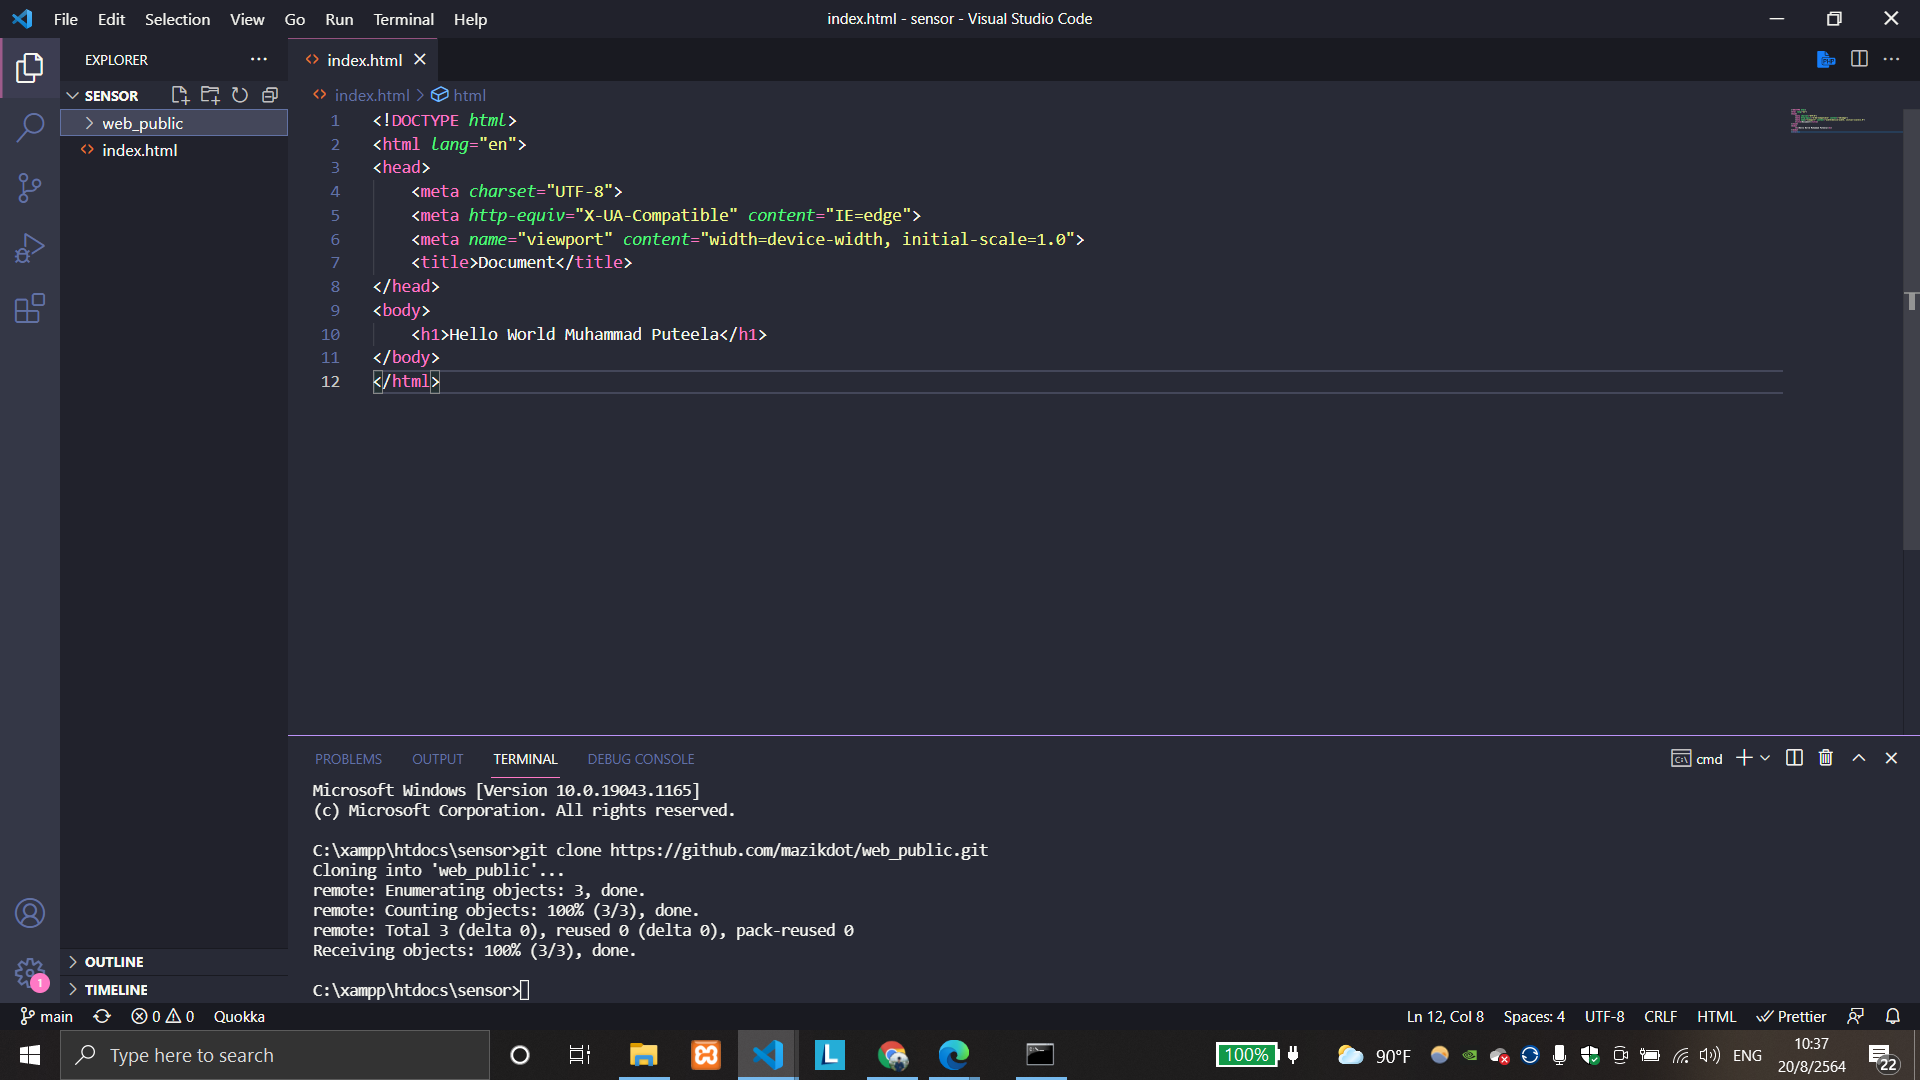 File Edit Selection View Go Run Terminal Help
index.html - sensor - Visual Studio Code
EXPLORER
SENSOR
web_public
index.html
OUTLINE
TIMELINE
index.html
index.html > html
1 <!DOCTYPE html>
2 <html lang="en">
3 <head>
4     <meta charset="UTF-8">
5     <meta http-equiv="X-UA-Compatible" content="IE=edge">
6     <meta name="viewport" content="width=device-width, initial-scale=1.0">
7     <title>Document</title>
8 </head>
9 <body>
10     <h1>Hello World Muhammad Puteela</h1>
11 </body>
12 </html>
PROBLEMS OUTPUT TERMINAL DEBUG CONSOLE
cmd
Microsoft Windows [Version 10.0.19043.1165]
(c) Microsoft Corporation. All rights reserved.
C:\xampp\htdocs\sensor>git clone https://github.com/mazikdot/web_public.git
Cloning into 'web_public'...
remote: Enumerating objects: 3, done.
remote: Counting objects: 100% (3/3), done.
remote: Total 3 (delta 0), reused 0 (delta 0), pack-reused 0
Receiving objects: 100% (3/3), done.
C:\xampp\htdocs\sensor>
1
main 0 0 Quokka
Ln 12, Col 8 Spaces: 4 UTF-8 CRLF HTML Prettier
Type here to search
L
100%
90°F
ENG
10:37
20/8/2564
22